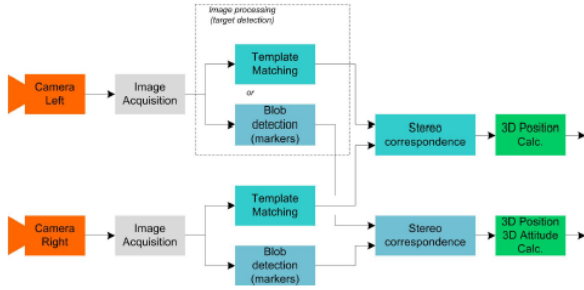 Image processing
(target detection)
Camera
Left
Image
Acquisition
Template
Matching
or
Blob
detection
(markers)
Stereo
correspondence
3D Position
Calc.
Camera
Right
Image
Acquisition
Template
Matching
Blob
detection
(markers)
Stereo
correspondence
3D Position
3D Attitude
Calc.